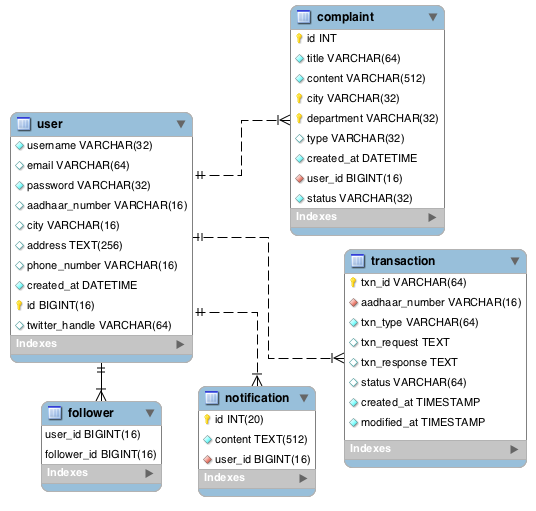 complaint
id INT
title VARCHAR(64)
content VARCHAR(512)
city VARCHAR(32)
department VARCHAR(32)
type VARCHAR(32)
created_at DATETIME
user_id BIGINT(16)
status VARCHAR(32)
Indexes
user
username VARCHAR(32)
email VARCHAR(64)
password VARCHAR(32)
aadhaar_number VARCHAR(16)
city VARCHAR(16)
address TEXT(256)
phone_number VARCHAR(16)
created_at DATETIME
id BIGINT(16)
twitter_handle VARCHAR(64)
Indexes
transaction
txn_id VARCHAR(64)
aadhaar_number VARCHAR(16)
txn_type VARCHAR(64)
txn_request TEXT
txn_response TEXT
status VARCHAR(64)
created_at TIMESTAMP
modified_at TIMESTAMP
Indexes
notification
id INT(20)
content TEXT(512)
user_id BIGINT(16)
Indexes
follower
user_id BIGINT(16)
follower_id BIGINT(16)
Indexes